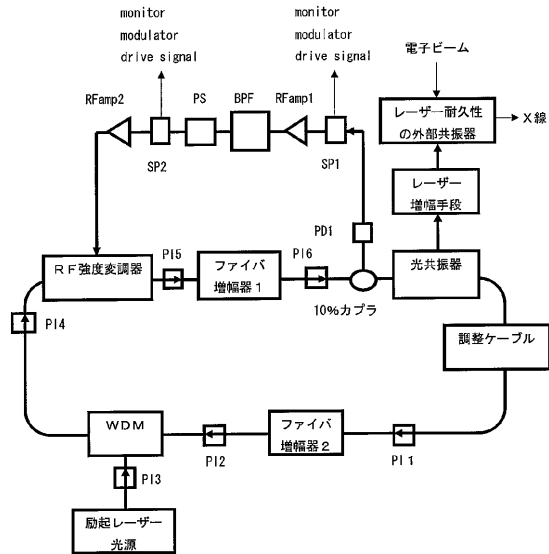 monitor
modulator
drive signal
monitor
modulator
drive signal
電子ビーム
RFamp2
PS
BPF
RFamp1
SP2
SP1
レーザー耐久性
の外部共振器
X線
レーザー
増幅手段
PD1
RF強度変調器
PI5
ファイバ
増幅器1
PI6
10%カプラ
光共振器
PI4
調整ケーブル
WDM
PI2
ファイバ
増幅器2
PI1
PI3
励起レーザー
光源